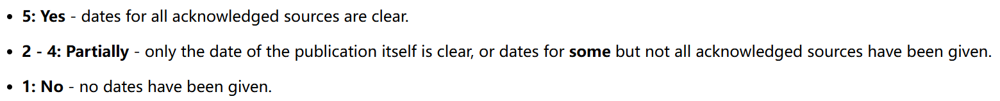 • 5: Yes - dates for all acknowledged sources are clear.
• 2 - 4: Partially - only the date of the publication itself is clear, or dates for some but not all acknowledged sources have been given.
• 1: No - no dates have been given.